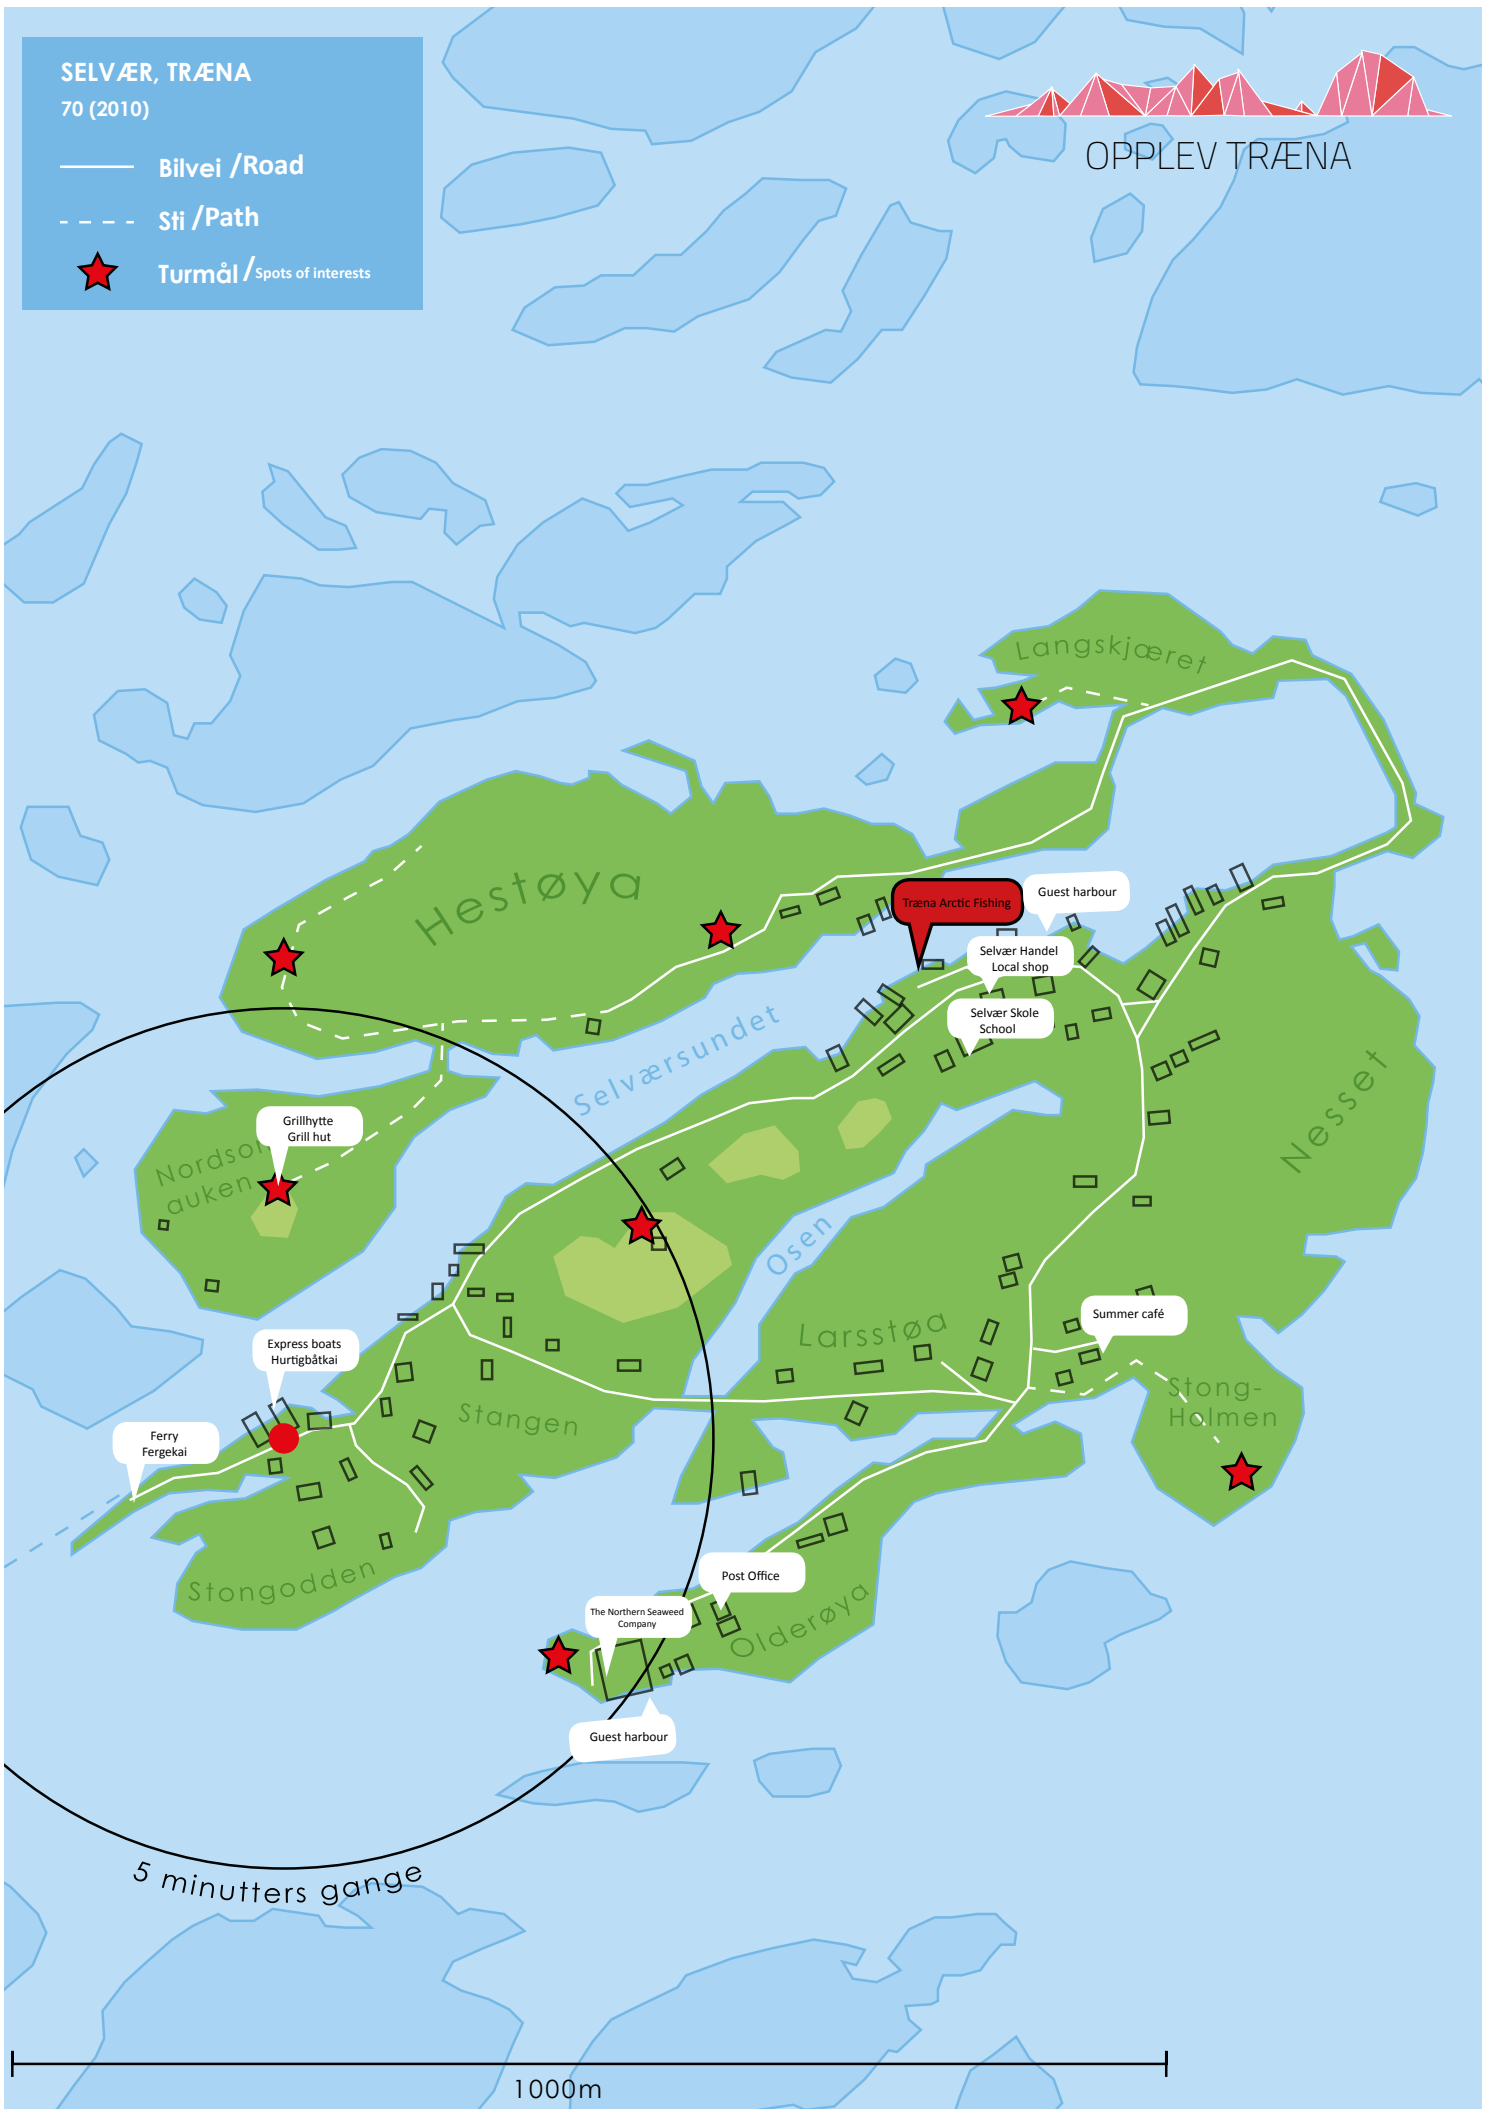 SELVÆR, TRÆNA
70 (2010)
Bilvei /Road
Sti /Path
Turmål /Spots of interests
OPPLEV TRÆNA
Langskjæret
Hestøya
Træna Arctic Fishing
Guest harbour
Selvær Handel
Local shop
Selvær Skole
School
Selværsundet
Nesset
Grillhytte
Grill hut
auken
Osen
Larsstøa
Summer café
Express boats
Hurtigbåtkai
Stong-
Holmen
Stangen
Ferry
Fergekai
Stongodden
Post Office
The Northern Seaweed
Company
Olderøya
Guest harbour
5 minutters gange
1000m